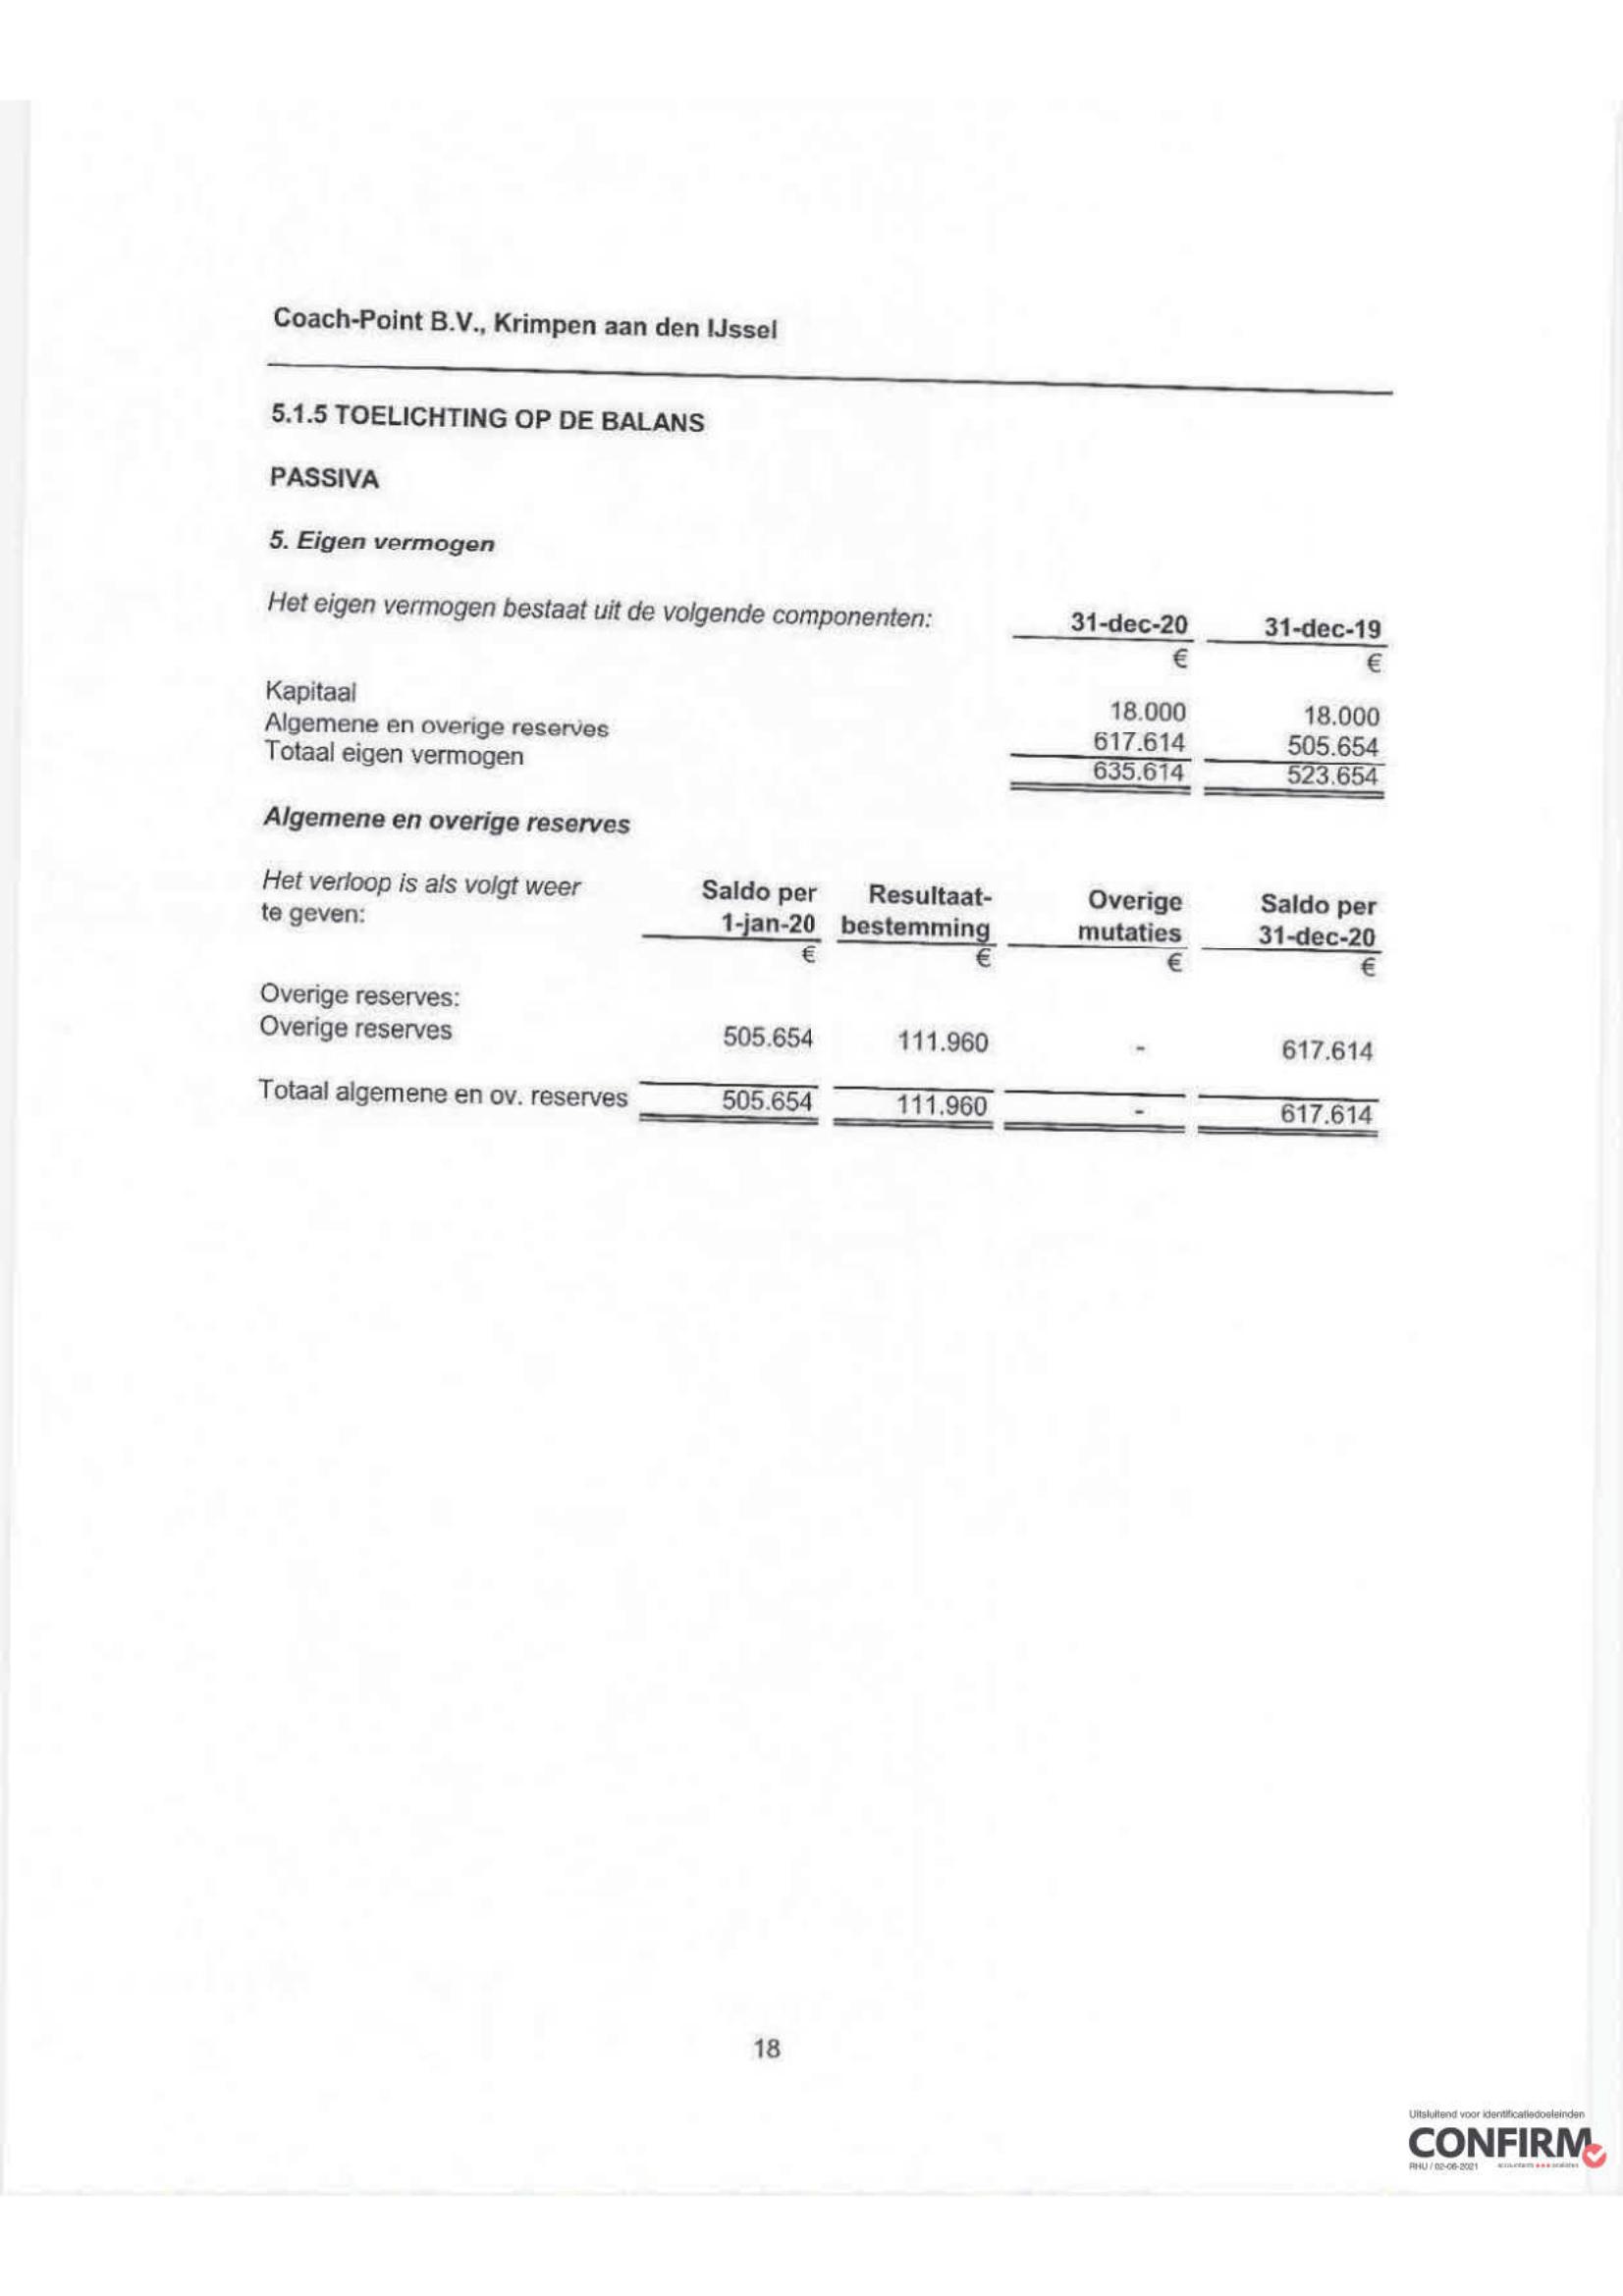 Coach-Point B.V., Krimpen aan den IJssel
5.1.5 TOELICHTING OP DE BALANS
PASSIVA
5. Eigen vermogen
Het eigen vermogen bestaat uit de volgende componenten: 31-dec-20 31-dec-19
€ €
Kapitaal 18.000 18.000
Algemene en overige reserves 617.614 505.654
Totaal eigen vermogen 635.614 523.654
Algemene en overige reserves
Het verloop is als volgt weer Saldo per Resultaat- Overige Saldo per
te geven: 1-jan-20 bestemming mutaties 31-dec-20
€ € € €
Overige reserves:
Overige reserves 505.654 111.960 - 617.614
Totaal algemene en ov. reserves 505.654 111.960 - 617.614
18
Uitsluitend voor identificatiedoeleinden
CONFIRM
RHU / 02-06-2021